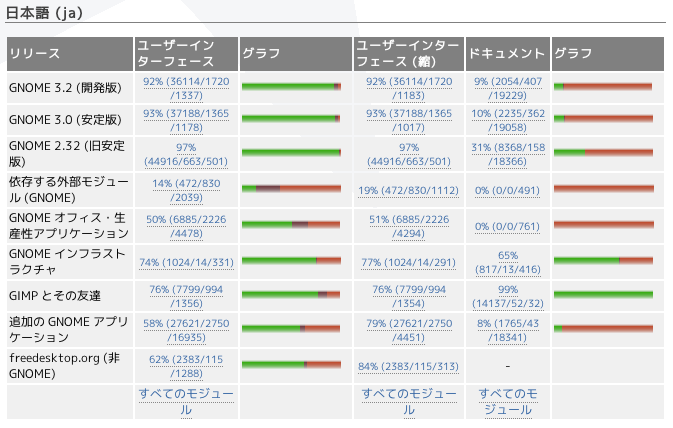 日本語 (ja)
リリース
ユーザーイン
ターフェース
グラフ
ユーザーインター
フェース (縮)
ドキュメント
グラフ
GNOME 3.2 (開発版)
92% (36114/1720
/1337)
92% (36114/1720
/1183)
9% (2054/407
/19229)
GNOME 3.0 (安定版)
93% (37188/1365
/1178)
93% (37188/1365
/1017)
10% (2235/362
/19058)
GNOME 2.32 (旧安定
版)
97%
(44916/663/501)
97%
(44916/663/501)
31% (8368/158
/18366)
依存する外部モジュー
ル (GNOME)
14% (472/830
/2039)
19% (472/830/1112)
0% (0/0/491)
GNOME オフィス・生
産性アプリケーション
50% (6885/2226
/4478)
51% (6885/2226
/4294)
0% (0/0/761)
GNOME インフラスト
ラクチャ
74% (1024/14/331)
77% (1024/14/291)
65%
(817/13/416)
GIMP とその友達
76% (7799/994
/1356)
76% (7799/994
/1354)
99%
(14137/52/32)
追加の GNOME アプリ
ケーション
58% (27621/2750
/16935)
79% (27621/2750
/4451)
8% (1765/43
/18341)
freedesktop.org (非
GNOME)
62% (2383/115
/1288)
84% (2383/115/313)
-
すべてのモジュー
ル
すべてのモジュー
ル
すべてのモ
ジュール